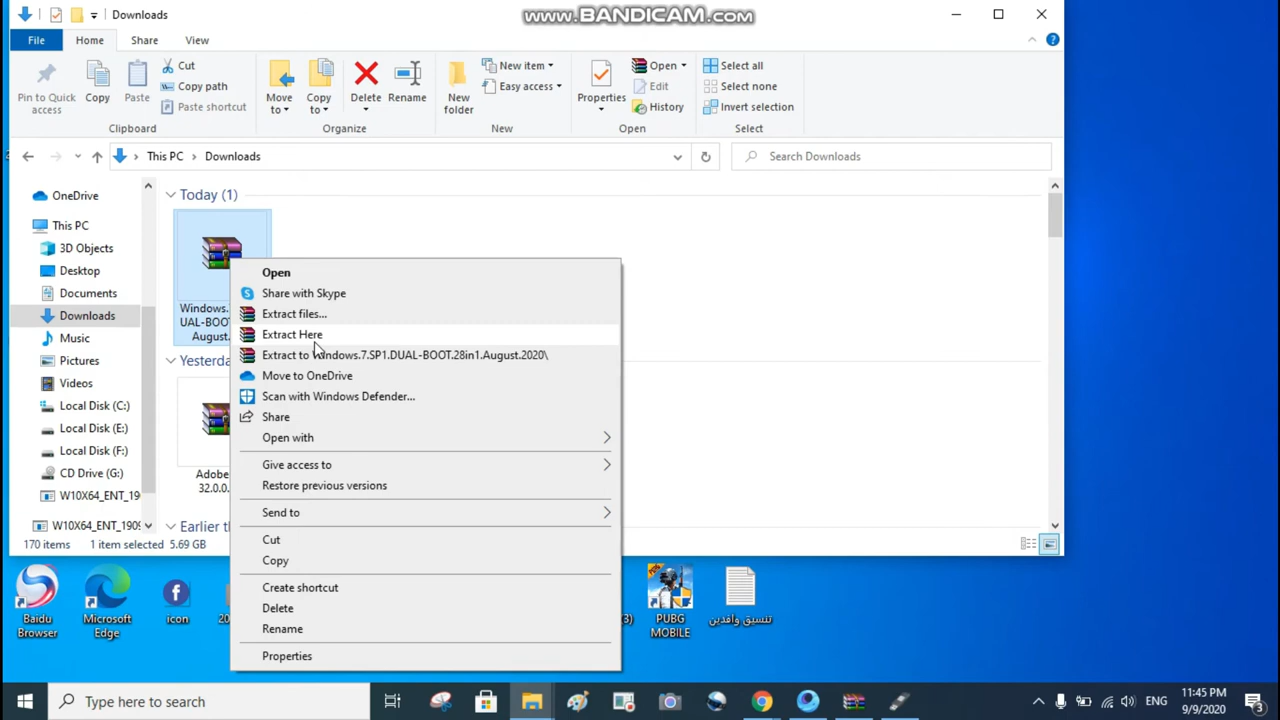 Downloads
www.BANDICAM.com
File
Home
Share
View
Pin to Quick access
Copy
Paste
Cut
Copy path
Paste shortcut
Clipboard
Move to
Copy to
Delete
Rename
Organize
New folder
New item
Easy access
New
Properties
Open
Edit
History
Open
Select all
Select none
Invert selection
Select
This PC
Downloads
Search Downloads
OneDrive
This PC
3D Objects
Desktop
Documents
Downloads
Music
Pictures
Videos
Local Disk (C:)
Local Disk (E:)
Local Disk (F:)
CD Drive (G:)
W10X64_ENT_190
W10X64_ENT_1909
Today (1)
Windows.
UAL-BOO
August.
Yesterda
Adobe
32.0.0.
Earlier th
Open
Share with Skype
Extract files...
Extract Here
Extract to Windows.7.SP1.DUAL-BOOT.28in1.August.2020\
Move to OneDrive
Scan with Windows Defender...
Share
Open with
Give access to
Restore previous versions
Send to
Cut
Copy
Create shortcut
Delete
Rename
Properties
170 items
1 item selected
5.69 GB
Baidu Browser
Microsoft Edge
icon
20
(3)
PUBG MOBILE
تنسيق وافدين
Type here to search
ENG
11:45 PM
9/9/2020
3